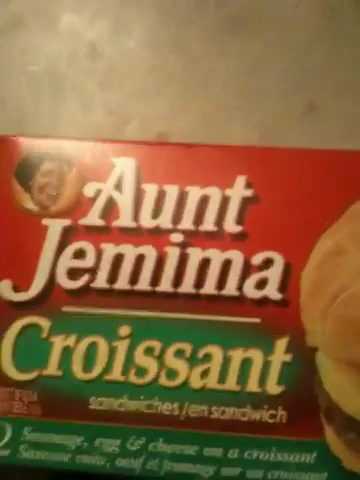 Aunt
Jemima
Croissant
sandwiches/en sandwich
2 Sausage, egg & cheese on a croissant
Saucisse cuite, oeuf et fromage sur un croissant